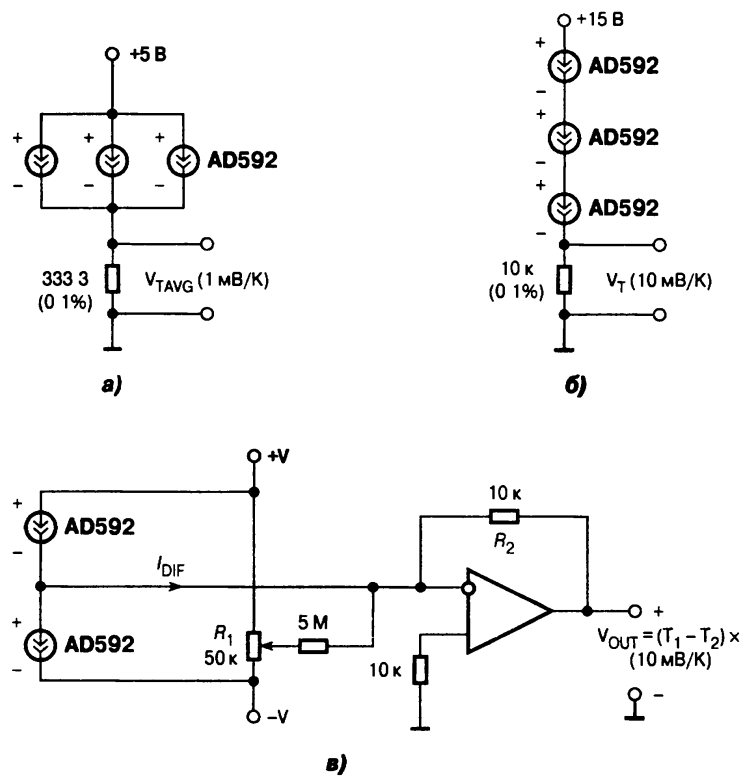 +5 В
+ + +
AD592
− − −
333 3
(0 1%)
V_TAVG (1 мВ/К)
а)
+15 В
+
AD592
−
+
AD592
−
+
AD592
−
10 к
(0 1%)
V_T (10 мВ/К)
б)
+V
+
AD592
−
I_DIF
+
AD592
−
R_1
50 к
5 М
−V
10 к
R_2
10 к
+
V_OUT = (T_1 − T_2) ×
(10 мВ/К)
−
в)